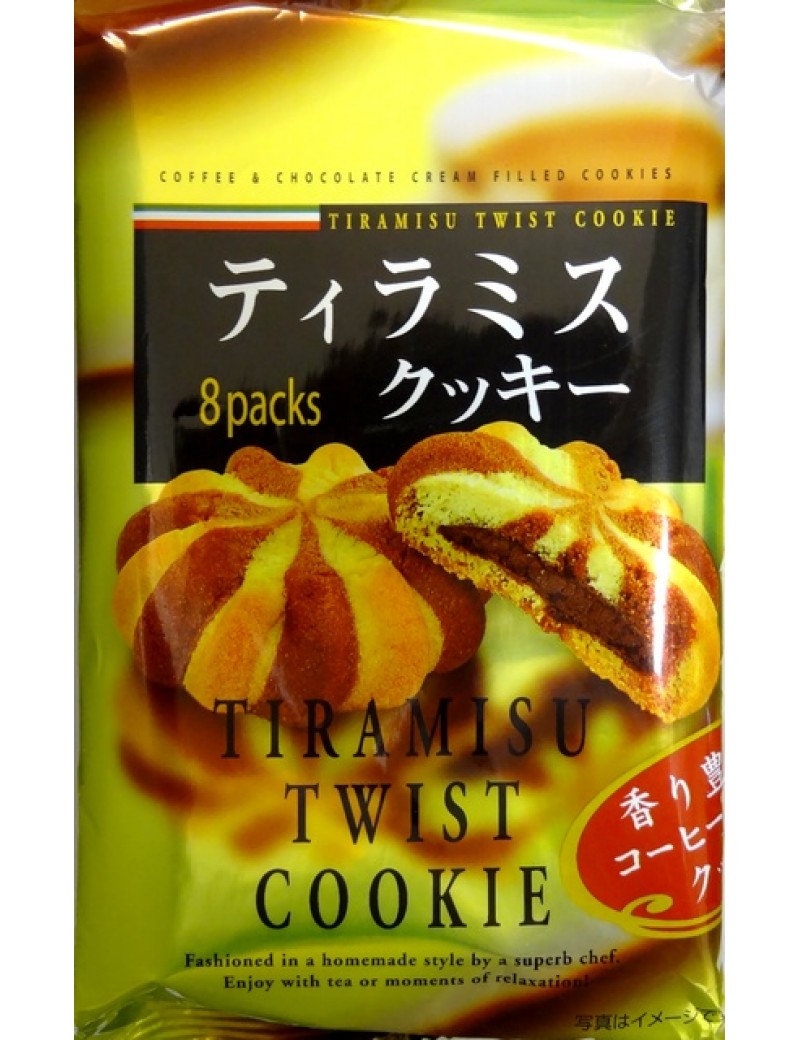 COFFEE & CHOCOLATE CREAM FILLED COOKIES
TIRAMISU TWIST COOKIE
ティラミス
クッキー
8packs
TIRAMISU
TWIST
COOKIE
香り豊
コーヒー
クッ
Fashioned in a homemade style by a superb chef.
Enjoy with tea or moments of relaxation!
写真はイメージで